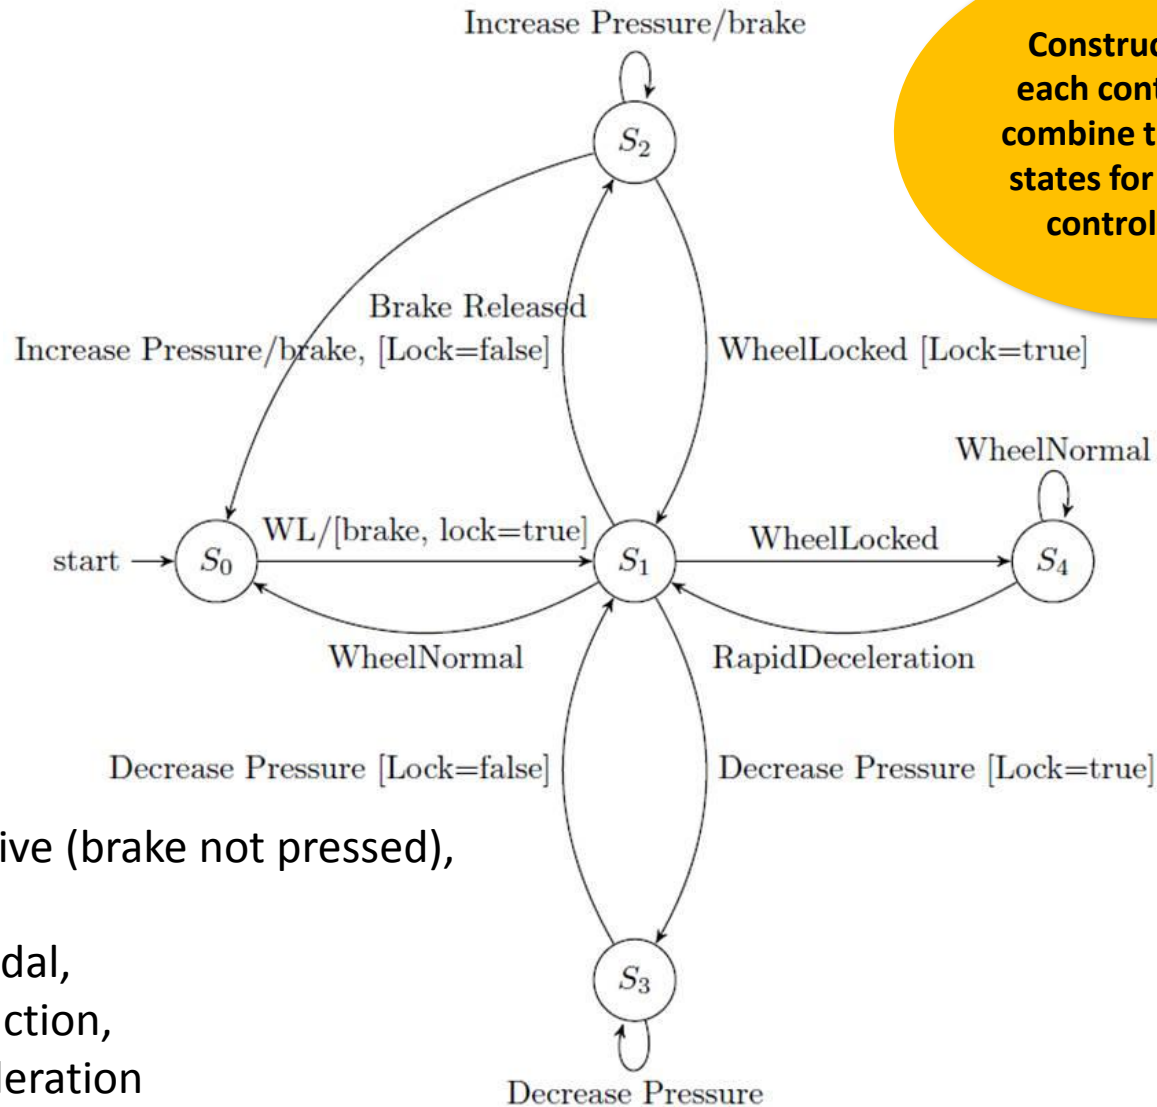 Increase Pressure/brake
each cont
combine t
states for
control
S2
Brake Released
Increase Pressure/brake, [Lock=false]
WheelLocked [Lock=true]
WheelNormal
start
S0
WL/[brake, lock=true]
S1
WheelLocked
S4
WheelNormal
RapidDeceleration
Decrease Pressure [Lock=false]
Decrease Pressure [Lock=true]
ive (brake not pressed),
dal,
ction,
leration
S3
Decrease Pressure